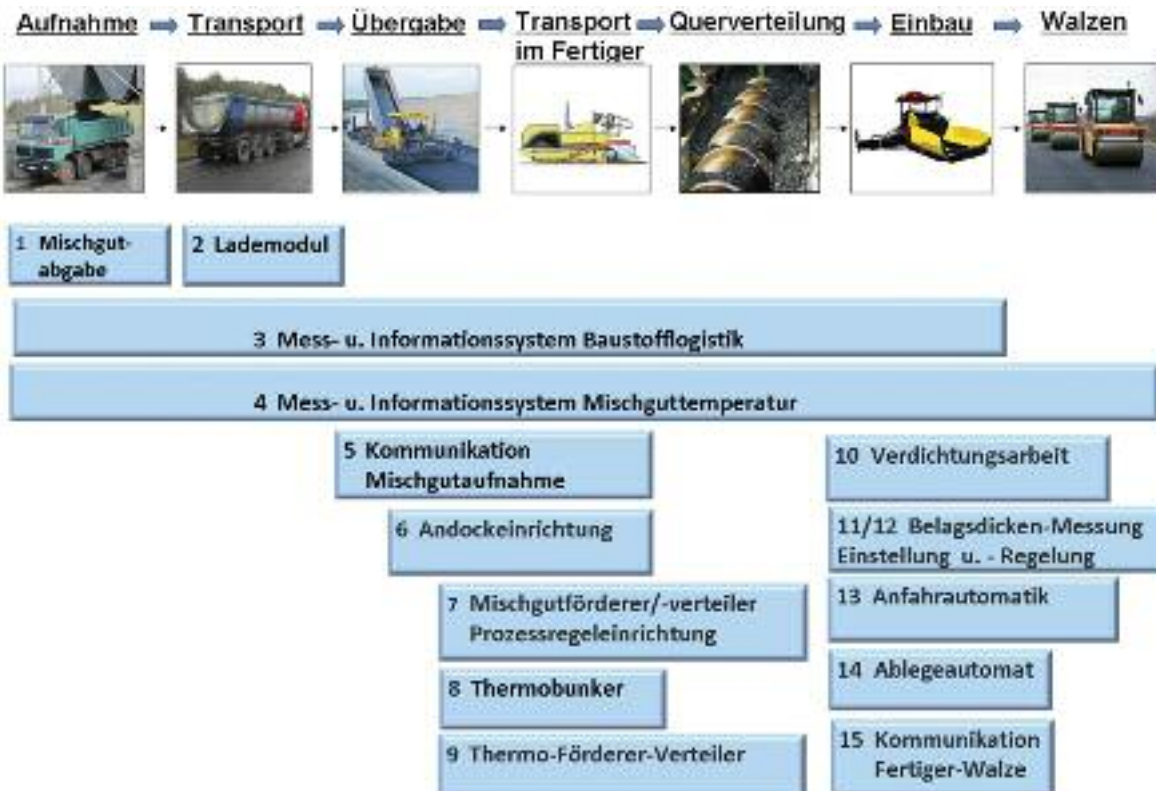 Aufnahme Transport Übergabe Transport Querverteilung Einbau Walzen
im Fertiger
1 Mischgut-
abgabe
2 Lademodul
3 Mess- u. Informationssystem Baustofflogistik
4 Mess- u. Informationssystem Mischguttemperatur
5 Kommunikation
Mischgutaufnahme
6 Andockeinrichtung
7 Mischgutförderer/-verteiler
Prozessregeleinrichtung
8 Thermobunker
9 Thermo-Förderer-Verteiler
10 Verdichtungsarbeit
11/12 Belagsdicken-Messung
Einstellung u. - Regelung
13 Anfahrautomatik
14 Ablegeautomat
15 Kommunikation
Fertiger-Walze